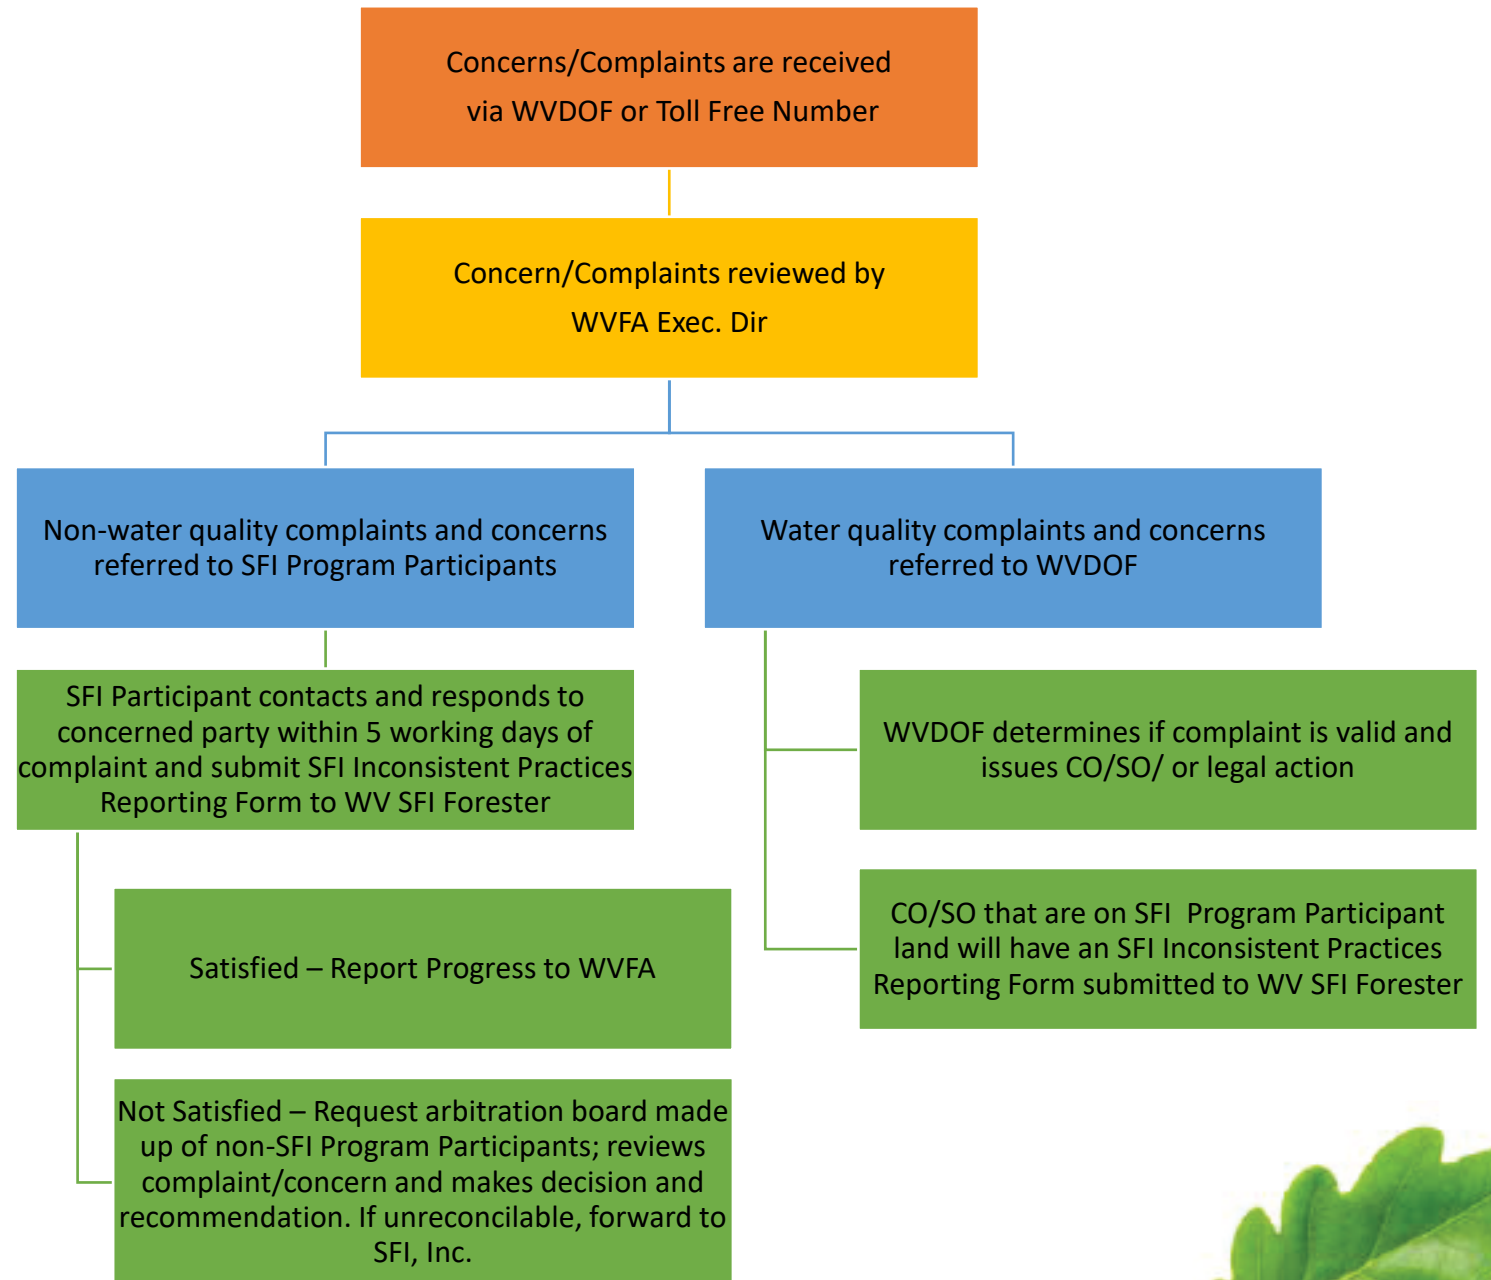 Concerns/Complaints are received
via WVDOF or Toll Free Number
Concern/Complaints reviewed by
WVFA Exec. Dir
Non-water quality complaints and concerns
referred to SFI Program Participants
Water quality complaints and concerns
referred to WVDOF
SFI Participant contacts and responds to
concerned party within 5 working days of
complaint and submit SFI Inconsistent Practices
Reporting Form to WV SFI Forester
Satisfied – Report Progress to WVFA
Not Satisfied – Request arbitration board made
up of non-SFI Program Participants; reviews
complaint/concern and makes decision and
recommendation. If unreconcilable, forward to
SFI, Inc.
WVDOF determines if complaint is valid and
issues CO/SO/ or legal action
CO/SO that are on SFI  Program Participant
land will have an SFI Inconsistent Practices
Reporting Form submitted to WV SFI Forester